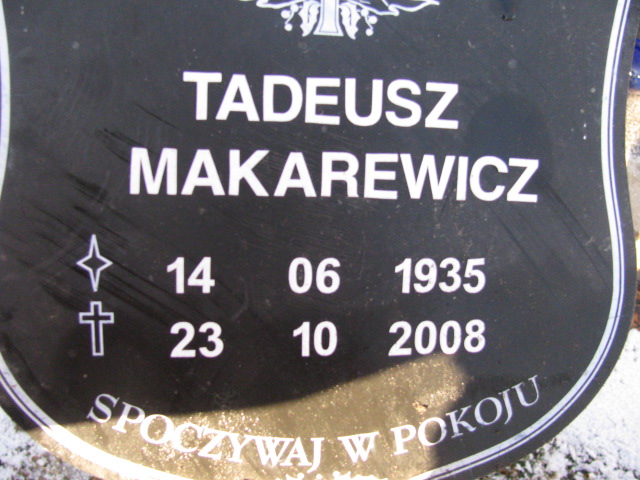 TADEUSZ
MAKAREWICZ
14 06 1935
23 10 2008
SPOCZYWAJ W POKOJU